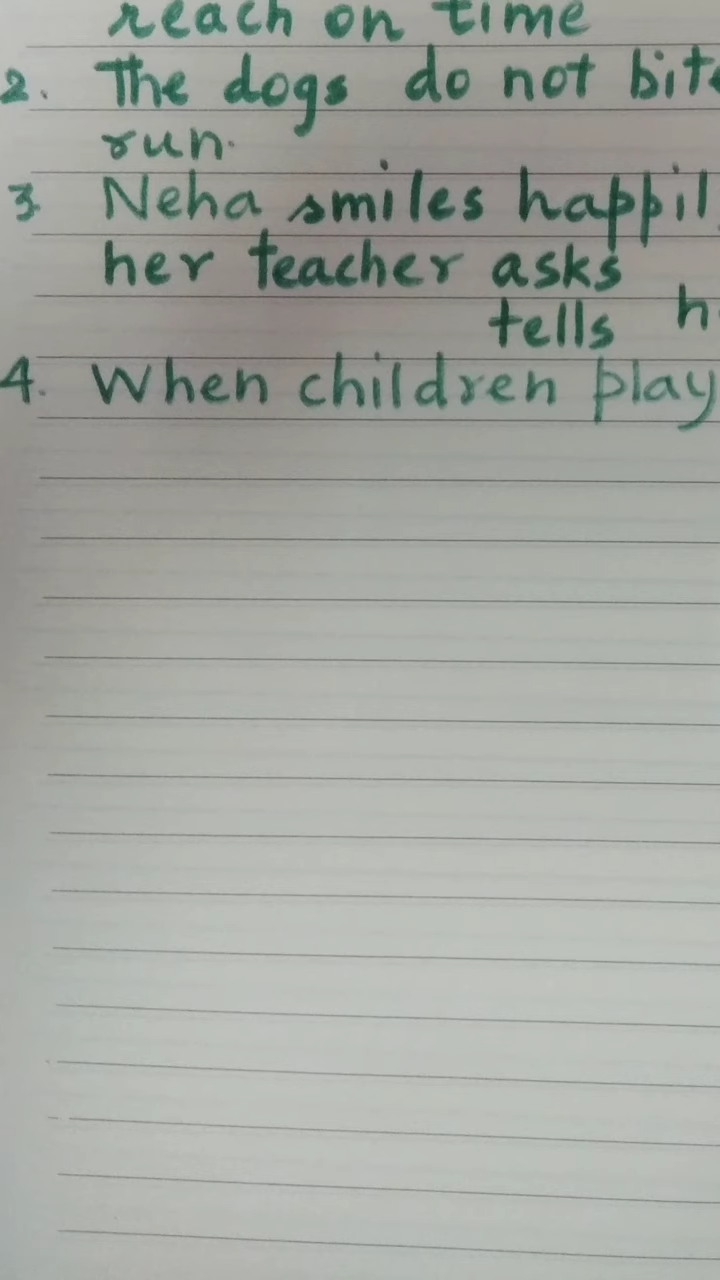 reach on time
2. The dogs do not bite
run.
3. Neha smiles happil
her teacher asks
tells h
4. When children play